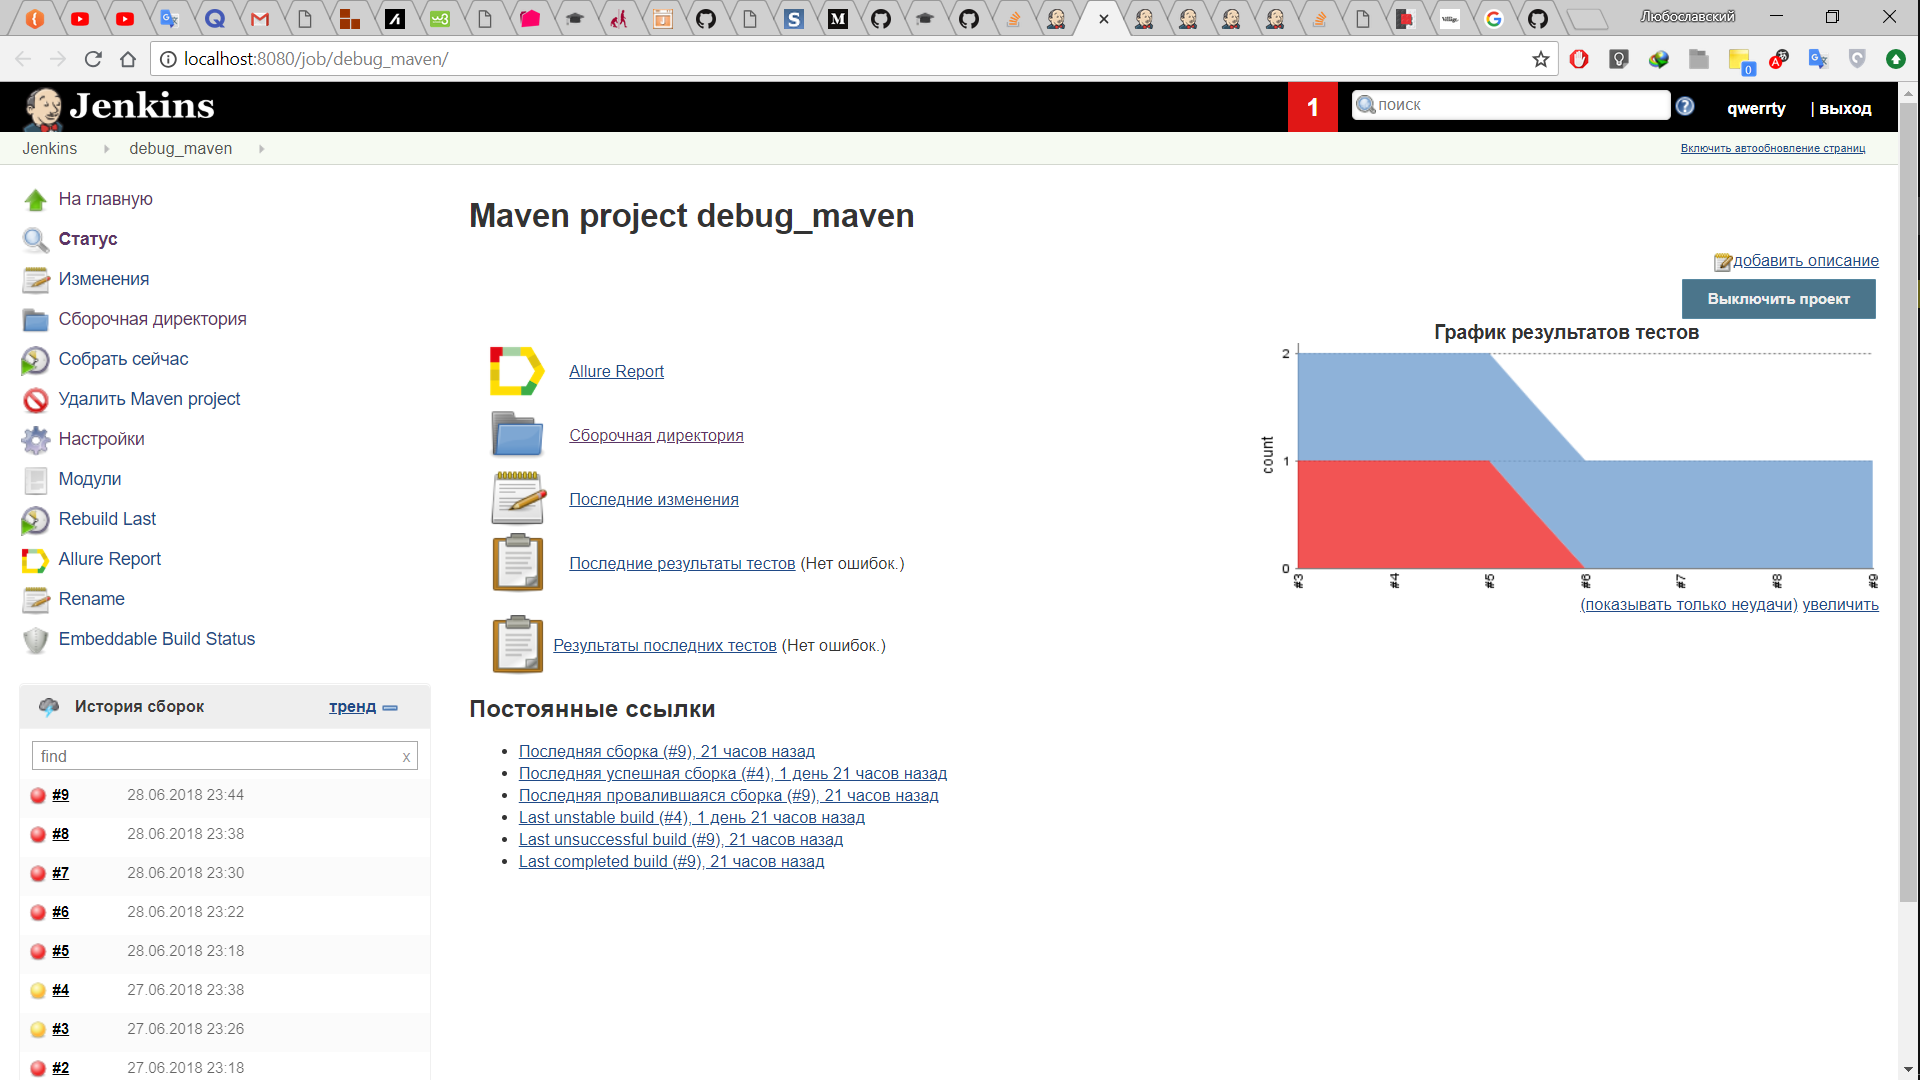 Любославский
localhost:8080/job/debug_maven/
0
Jenkins
1
поиск
qwerrty
| выход
Jenkins
debug_maven
Включить автообновление страниц
На главную
Статус
Изменения
Сборочная директория
Собрать сейчас
Удалить Maven project
Настройки
Модули
Rebuild Last
Allure Report
Rename
Embeddable Build Status
История сборок
тренд
find
x
#9 28.06.2018 23:44
#8 28.06.2018 23:38
#7 28.06.2018 23:30
#6 28.06.2018 23:22
#5 28.06.2018 23:18
#4 27.06.2018 23:38
#3 27.06.2018 23:26
#2 27.06.2018 23:18
Maven project debug_maven
добавить описание
Выключить проект
Allure Report
Сборочная директория
Последние изменения
Последние результаты тестов (Нет ошибок.)
Результаты последних тестов (Нет ошибок.)
График результатов тестов
2
1
0
count
#3 #4 #5 #6 #7 #8 #9
(показывать только неудачи) увеличить
Постоянные ссылки
Последняя сборка (#9), 21 часов назад
Последняя успешная сборка (#4), 1 день 21 часов назад
Последняя провалившаяся сборка (#9), 21 часов назад
Last unstable build (#4), 1 день 21 часов назад
Last unsuccessful build (#9), 21 часов назад
Last completed build (#9), 21 часов назад